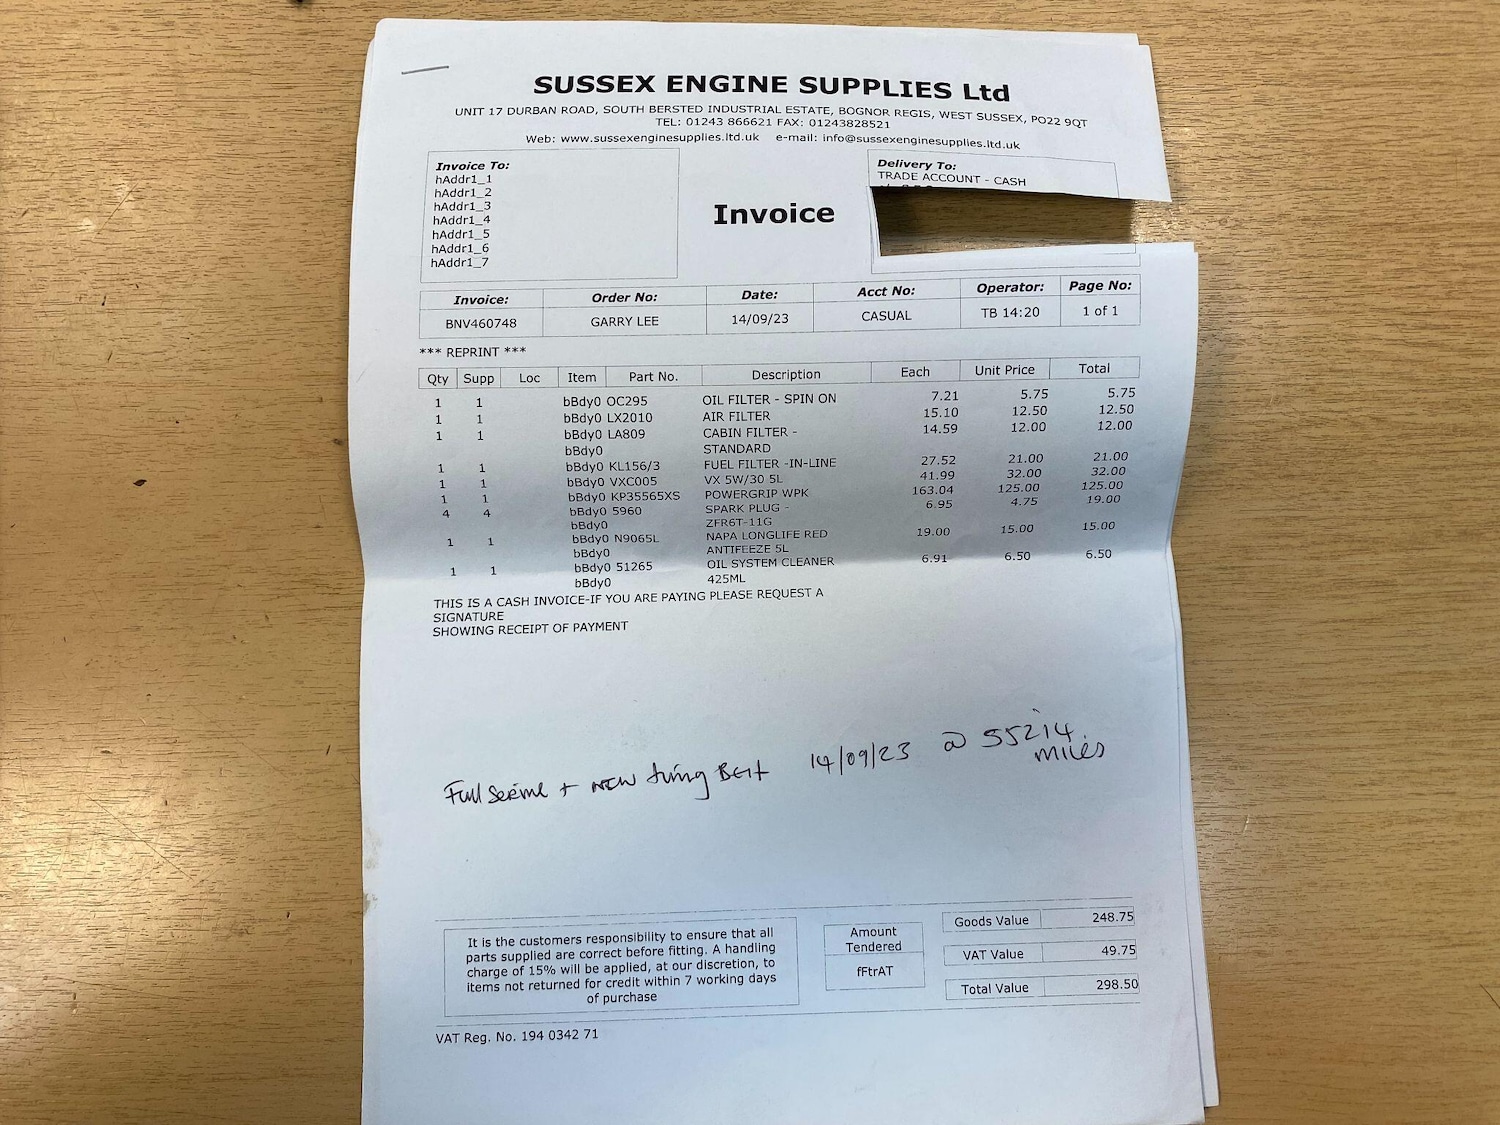 SUSSEX ENGINE SUPPLIES Ltd
UNIT 17 DURBAN ROAD, SOUTH BERSTED INDUSTRIAL ESTATE, BOGNOR REGIS, WEST SUSSEX, PO22 9QT
TEL: 01243 866621 FAX: 01243828521
Web: www.sussexenginesupplies.ltd.uk e-mail: info@sussexenginesupplies.ltd.uk
Invoice To:
hAddr1_1
hAddr1_2
hAddr1_3
hAddr1_4
hAddr1_5
hAddr1_6
hAddr1_7
Invoice
Delivery To:
TRADE ACCOUNT - CASH
Invoice: Order No: Date: Acct No: Operator: Page No:
BNV460748 GARRY LEE 14/09/23 CASUAL TB 14:20 1 of 1
*** REPRINT ***
Qty Supp Loc Item Part No. Description Each Unit Price Total
1 1 bBdy0 OC295 OIL FILTER - SPIN ON 7.21 5.75 5.75
1 1 bBdy0 LX2010 AIR FILTER 15.10 12.50 12.50
1 1 bBdy0 LA809 CABIN FILTER - 14.59 12.00 12.00
bBdy0 STANDARD
1 1 bBdy0 KL156/3 FUEL FILTER -IN-LINE 27.52 21.00 21.00
1 1 bBdy0 VXC005 VX 5W/30 5L 41.99 32.00 32.00
1 1 bBdy0 KP35565XS POWERGRIP WPK 163.04 125.00 125.00
4 4 bBdy0 5960 SPARK PLUG - 6.95 4.75 19.00
bBdy0 ZFR6T-11G
1 1 bBdy0 N9065L NAPA LONGLIFE RED 19.00 15.00 15.00
bBdy0 ANTIFEEZE 5L
1 1 bBdy0 51265 OIL SYSTEM CLEANER 6.91 6.50 6.50
bBdy0 425ML
THIS IS A CASH INVOICE-IF YOU ARE PAYING PLEASE REQUEST A
SIGNATURE
SHOWING RECEIPT OF PAYMENT
Full Service + NEW timing Belt 14/09/23 @ 55214
miles
It is the customers responsibility to ensure that all
parts supplied are correct before fitting. A handling
charge of 15% will be applied, at our discretion, to
items not returned for credit within 7 working days
of purchase
Amount
Tendered
fFtrAT
Goods Value 248.75
VAT Value 49.75
Total Value 298.50
VAT Reg. No. 194 0342 71